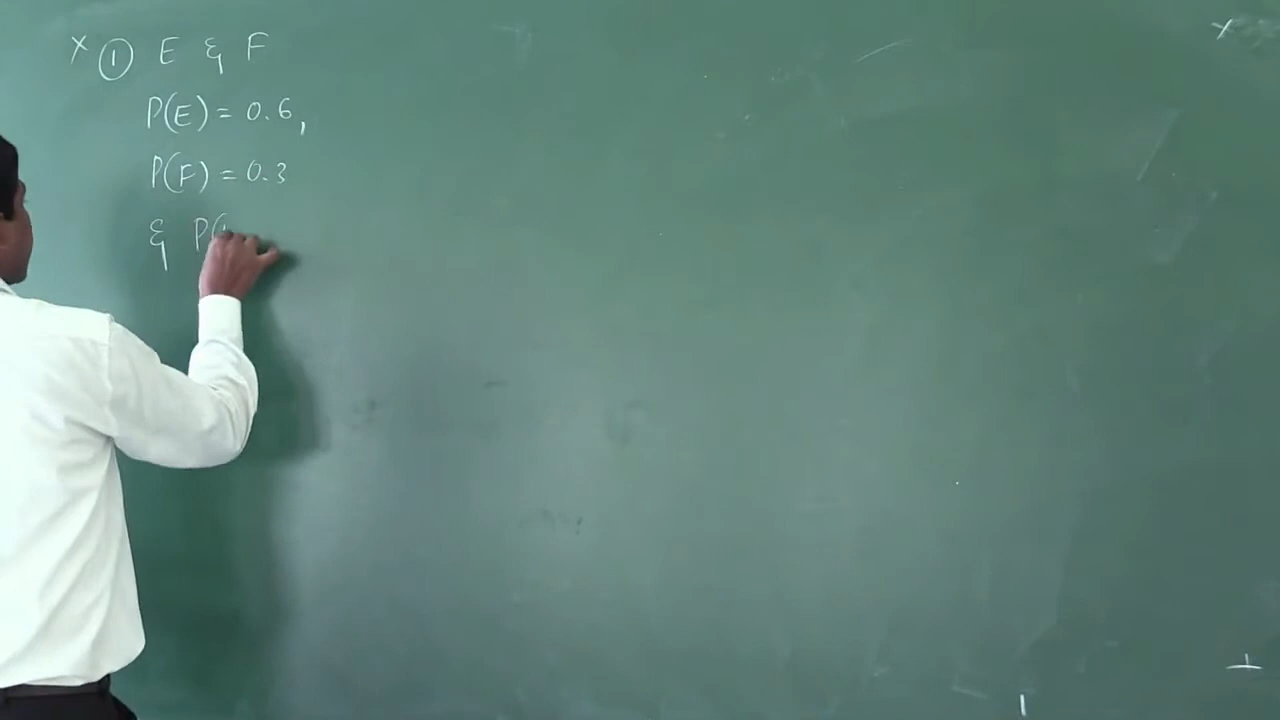 × ① E & F
P(E) = 0.6,
P(F) = 0.3
& P(